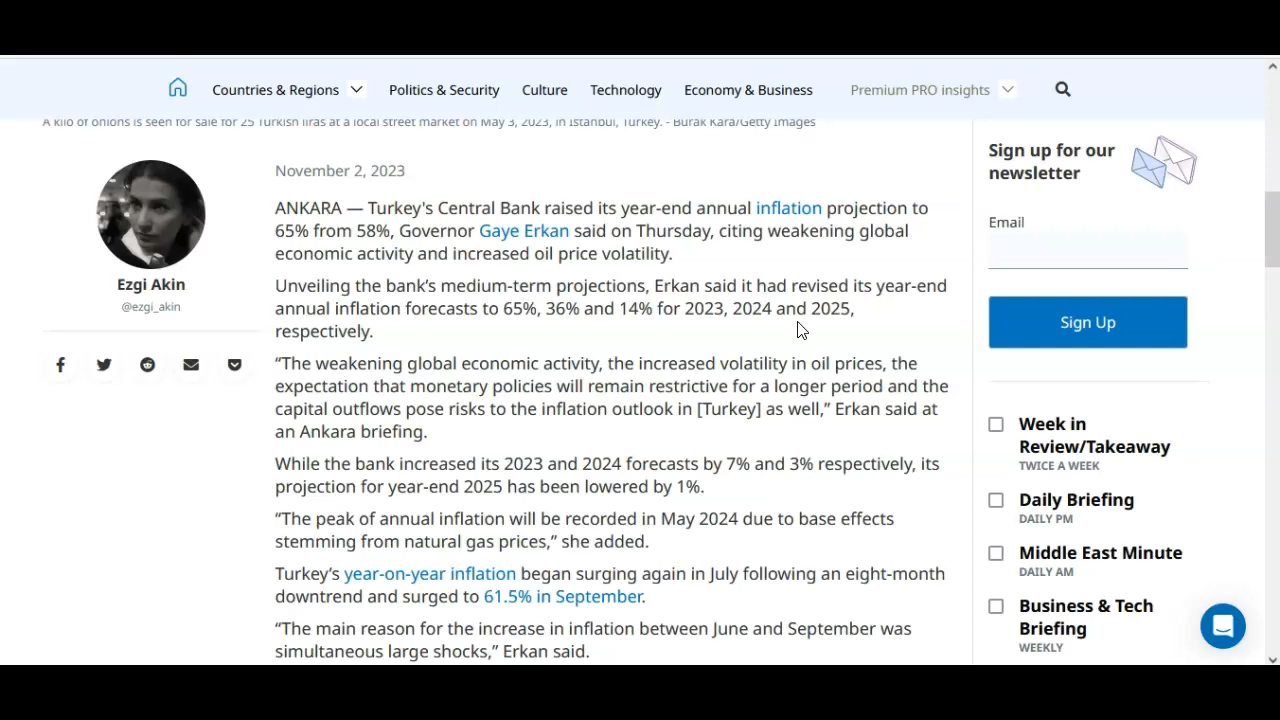 Countries & Regions
Politics & Security
Culture
Technology
Economy & Business
Premium PRO insights
A kilo of onions is seen for sale for 25 Turkish liras at a local street market on May 3, 2023, in Istanbul, Turkey. - Burak Kara/Getty Images
Ezgi Akin
@ezgi_akin
November 2, 2023
ANKARA — Turkey's Central Bank raised its year-end annual inflation projection to
65% from 58%, Governor Gaye Erkan said on Thursday, citing weakening global
economic activity and increased oil price volatility.
Unveiling the bank’s medium-term projections, Erkan said it had revised its year-end
annual inflation forecasts to 65%, 36% and 14% for 2023, 2024 and 2025,
respectively.
“The weakening global economic activity, the increased volatility in oil prices, the
expectation that monetary policies will remain restrictive for a longer period and the
capital outflows pose risks to the inflation outlook in [Turkey] as well,” Erkan said at
an Ankara briefing.
While the bank increased its 2023 and 2024 forecasts by 7% and 3% respectively, its
projection for year-end 2025 has been lowered by 1%.
“The peak of annual inflation will be recorded in May 2024 due to base effects
stemming from natural gas prices,” she added.
Turkey’s year-on-year inflation began surging again in July following an eight-month
downtrend and surged to 61.5% in September.
“The main reason for the increase in inflation between June and September was
simultaneous large shocks,” Erkan said.
Sign up for our
newsletter
Email
Sign Up
Week in
Review/Takeaway
TWICE A WEEK
Daily Briefing
DAILY PM
Middle East Minute
DAILY AM
Business & Tech
Briefing
WEEKLY